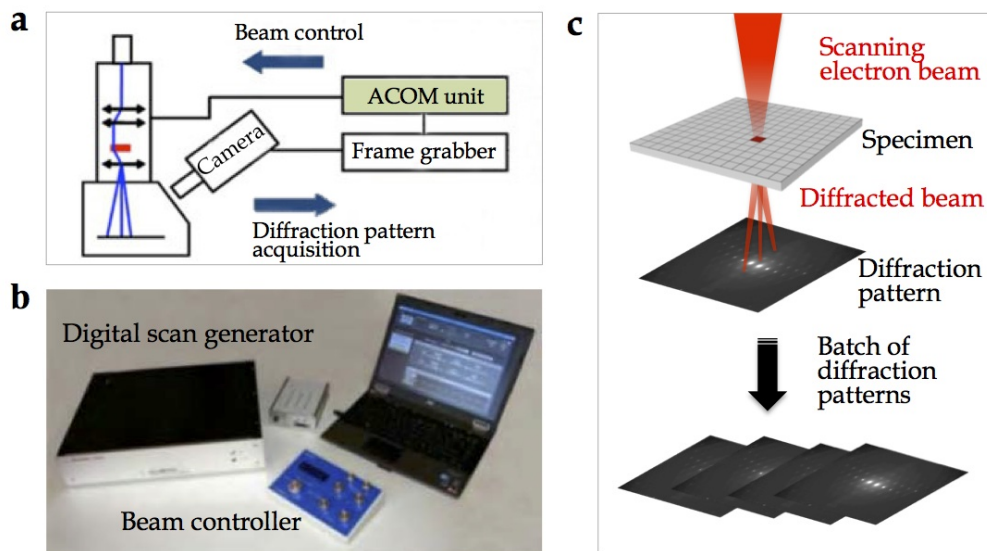 a
Beam control
ACOM unit
Camera
Frame grabber
Diffraction pattern
acquisition
b
Digital scan generator
Beam controller
c
Scanning
electron beam
Specimen
Diffracted beam
Diffraction
pattern
Batch of
diffraction
patterns